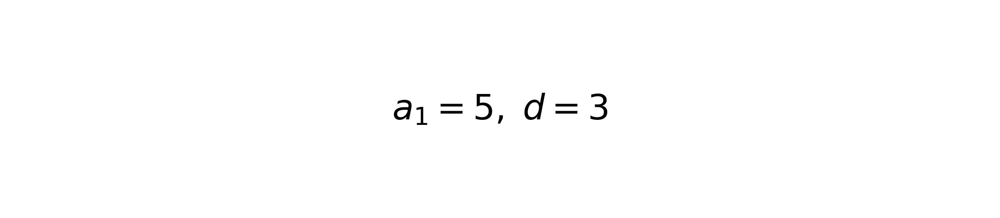 a₁ = 5, d = 3